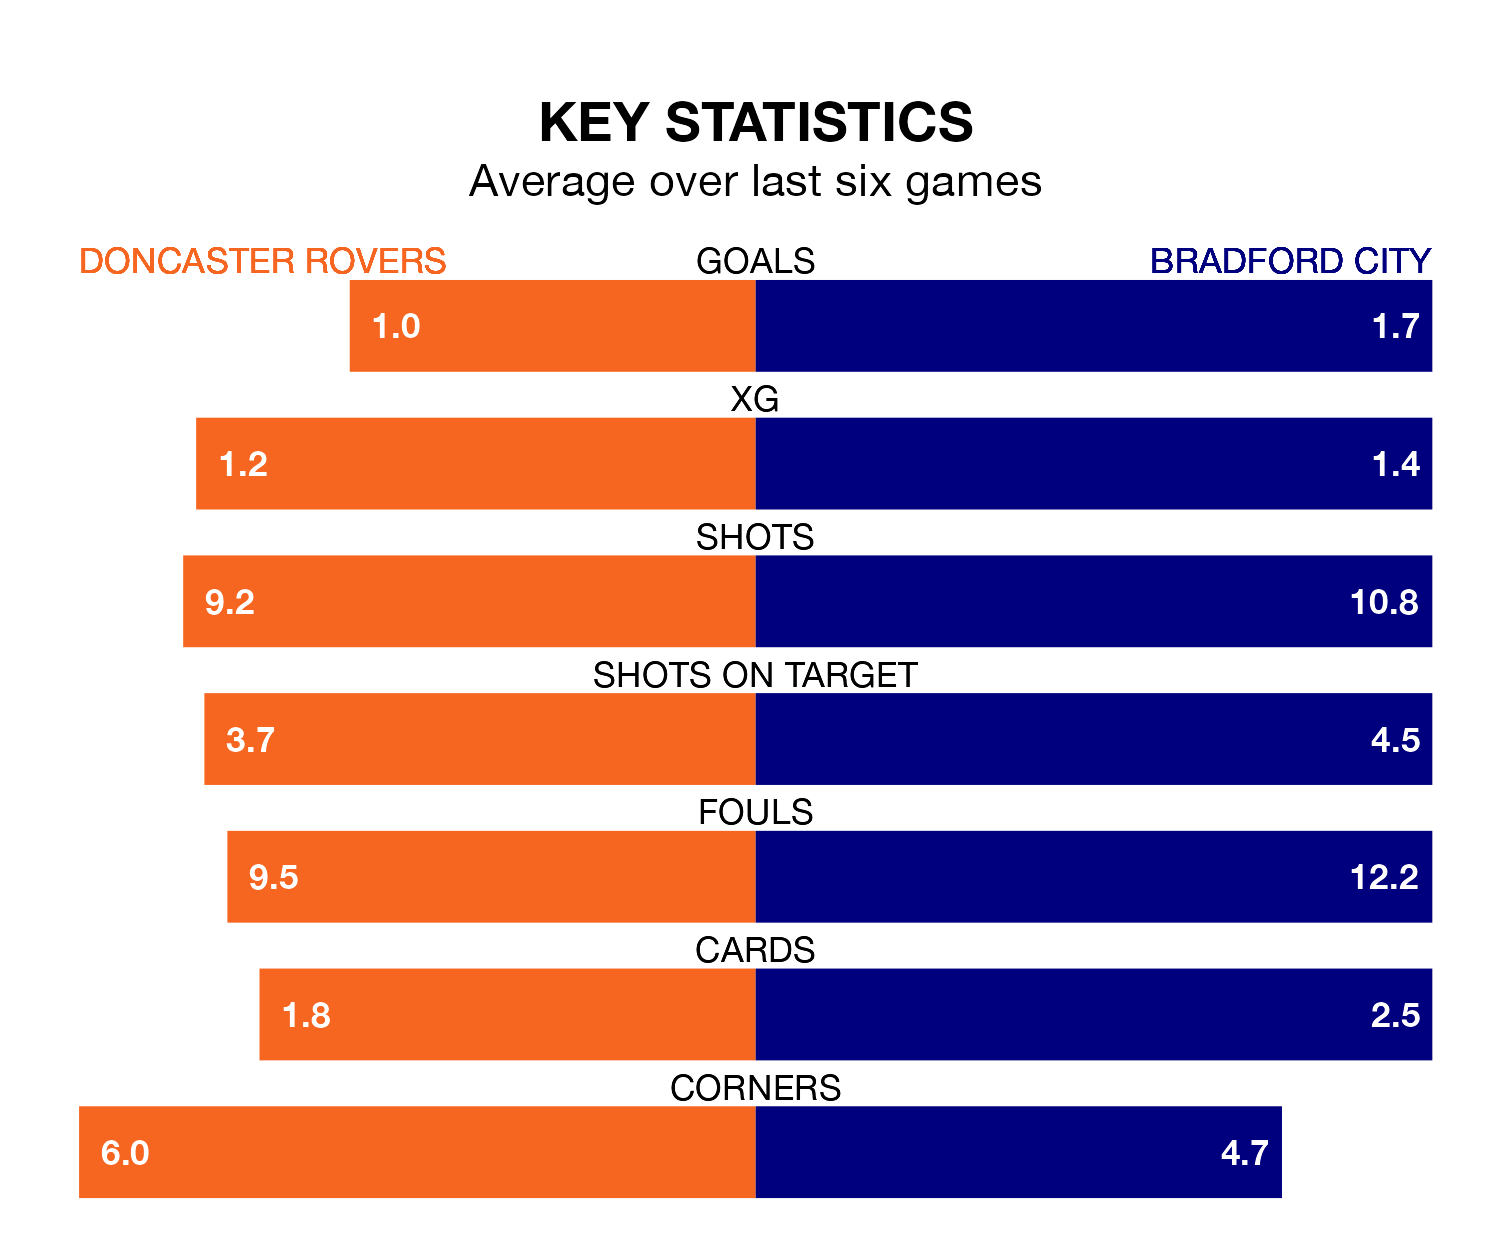 KEY STATISTICS
Average over last six games
DONCASTER ROVERS GOALS BRADFORD CITY
1.0 1.7
XG
1.2 1.4
SHOTS
9.2 10.8
SHOTS ON TARGET
3.7 4.5
FOULS
9.5 12.2
CARDS
1.8 2.5
CORNERS
6.0 4.7